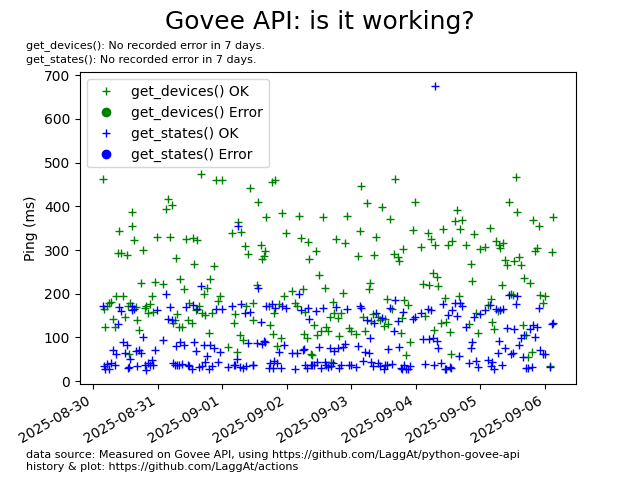 Govee API: is it working?
get_devices(): No recorded error in 7 days.
get_states(): No recorded error in 7 days.
get_devices() OK
get_devices() Error
get_states() OK
get_states() Error
Ping (ms)
700
600
500
400
300
200
100
0
2025-08-30
2025-08-31
2025-09-01
2025-09-02
2025-09-03
2025-09-04
2025-09-05
2025-09-06
data source: Measured on Govee API, using https://github.com/LaggAt/python-govee-api
history & plot: https://github.com/LaggAt/actions